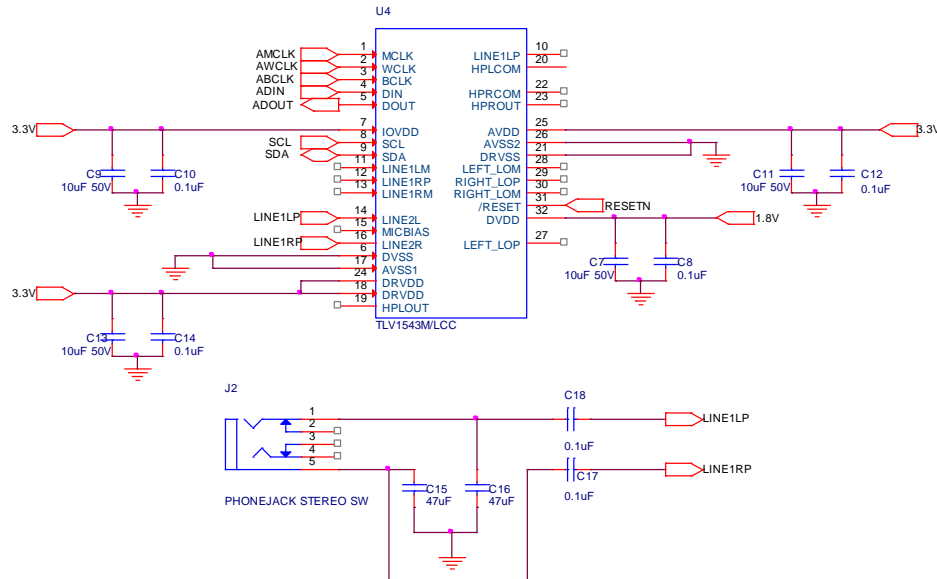 U4
AMCLK 1 MCLK LINE1LP 10
AWCLK 2 WCLK HPLCOM 20
ABCLK 3 BCLK
ADIN 4 DIN HPRCOM 22
ADOUT 5 DOUT HPROUT 23
3.3V 7 IOVDD AVDD 25 3.3V
SCL 8 SCL AVSS2 26
SDA 9 SDA DRVSS 21
11 LINE1LM LEFT_LOM 28
12 LINE1RP RIGHT_LOP 29
13 LINE1RM RIGHT_LOM 30
/RESET 31 RESETN
LINE1LP 14 LINE2L DVDD 32 1.8V
15 MICBIAS
LINE1RP 16 LINE2R LEFT_LOP 27
6 DVSS
17 AVSS1
24 DRVDD
3.3V 18 DRVDD
19 HPLOUT
TLV1543M/LCC
C9
10uF 50V
C10
0.1uF
C11
10uF 50V
C12
0.1uF
C7
10uF 50V
C8
0.1uF
C13
10uF 50V
C14
0.1uF
J2
1
2
3
4
5
PHONEJACK STEREO SW
C15
47uF
C16
47uF
C18
0.1uF
LINE1LP
C17
0.1uF
LINE1RP